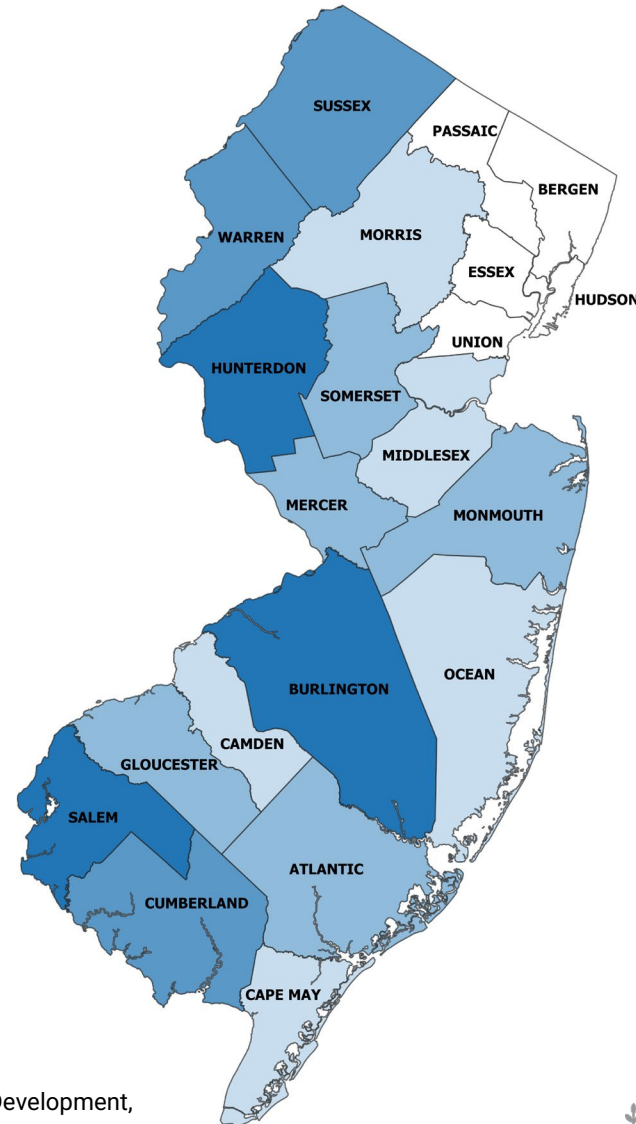 SUSSEX
PASSAIC
BERGEN
WARREN
MORRIS
ESSEX
HUDSON
UNION
HUNTERDON
SOMERSET
MIDDLESEX
MERCER
MONMOUTH
OCEAN
BURLINGTON
CAMDEN
GLOUCESTER
SALEM
ATLANTIC
CUMBERLAND
CAPE MAY
Development,